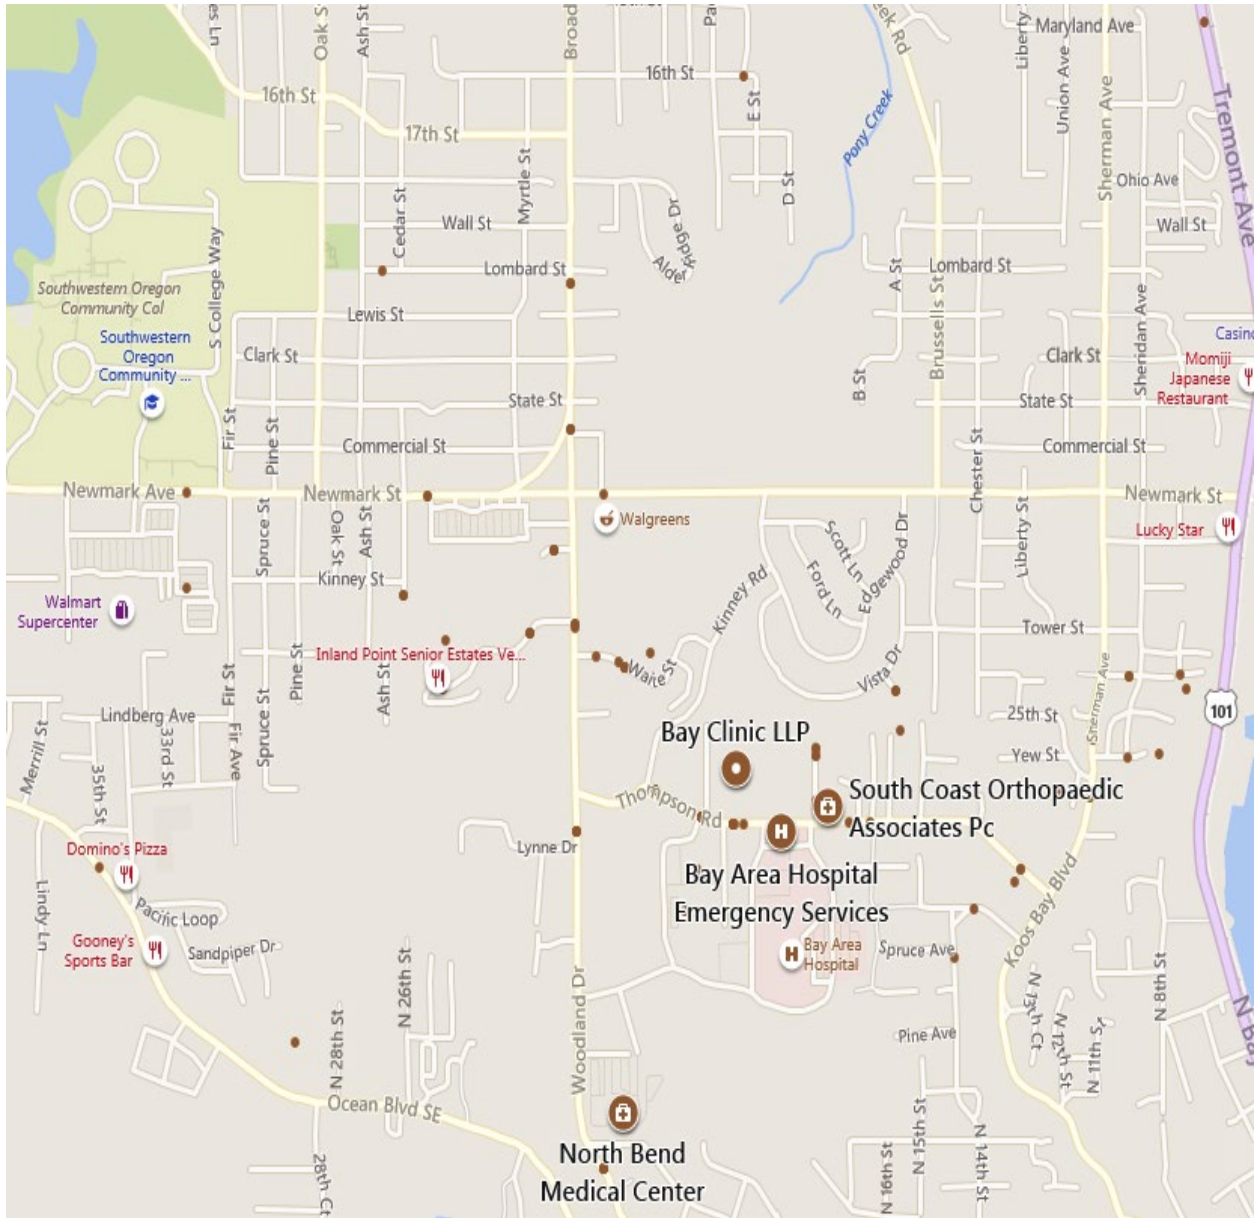 Oak S
Ash St
Broad
16th St
16th St
17th St
E St
D St
Pony Creek
eek Rd
Liberty
Maryland Ave
Union Ave
Sherman Ave
Tremont Ave
Ohio Ave
Wall St
Myrtle St
Cedar St
Wall St
Lombard St
Alder Ridge Dr
A St
Lombard St
S College Way
Southwestern Oregon
Community Col
Southwestern
Oregon
Community ...
Lewis St
Clark St
State St
Commercial St
Fir St
Pine St
Brussells St
B St
Sheridan Ave
Casino
Clark St
Momiji
Japanese
Restaurant
State St
Commercial St
Chester St
Newmark Ave
Newmark St
Newmark St
Walgreens
Lucky Star
Spruce St
Oak St
Ash St
Kinney St
Scott Ln
Ford Ln
Edgewood Dr
Kinney Rd
Liberty St
Tower St
Walmart
Supercenter
Inland Point Senior Estates Ve...
Waite St
Vista Dr
Fir St
Pine St
Ash St
Spruce St
Lindberg Ave
33rd St
Fir Ave
Merrill St
35th St
25th St
Sherman Ave
Yew St
101
Bay Clinic LLP
Thompson Rd
South Coast Orthopaedic
Associates Pc
Lynne Dr
Bay Area Hospital
Emergency Services
Bay Area
Hospital
Domino's Pizza
Lindy Ln
Pacific Loop
Gooney's
Sports Bar
Sandpiper Dr
N 26th St
N 28th St
Woodland Dr
Spruce Ave
Koos Bay Blvd
N 13th Ct
N 12th St
N 11th St
N 8th St
N Bay
Pine Ave
Ocean Blvd SE
28th Ct
North Bend
Medical Center
N 16th St
N 15th St
N 14th St